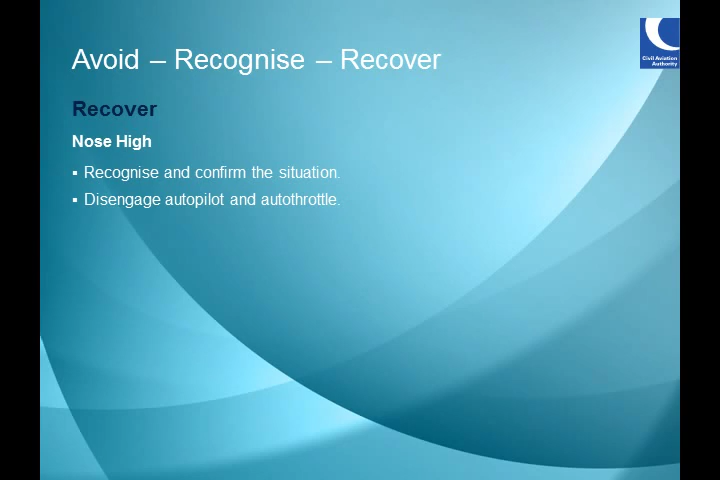 Avoid – Recognise – Recover
Civil Aviation
Authority
Recover
Nose High
▪ Recognise and confirm the situation.
▪ Disengage autopilot and autothrottle.